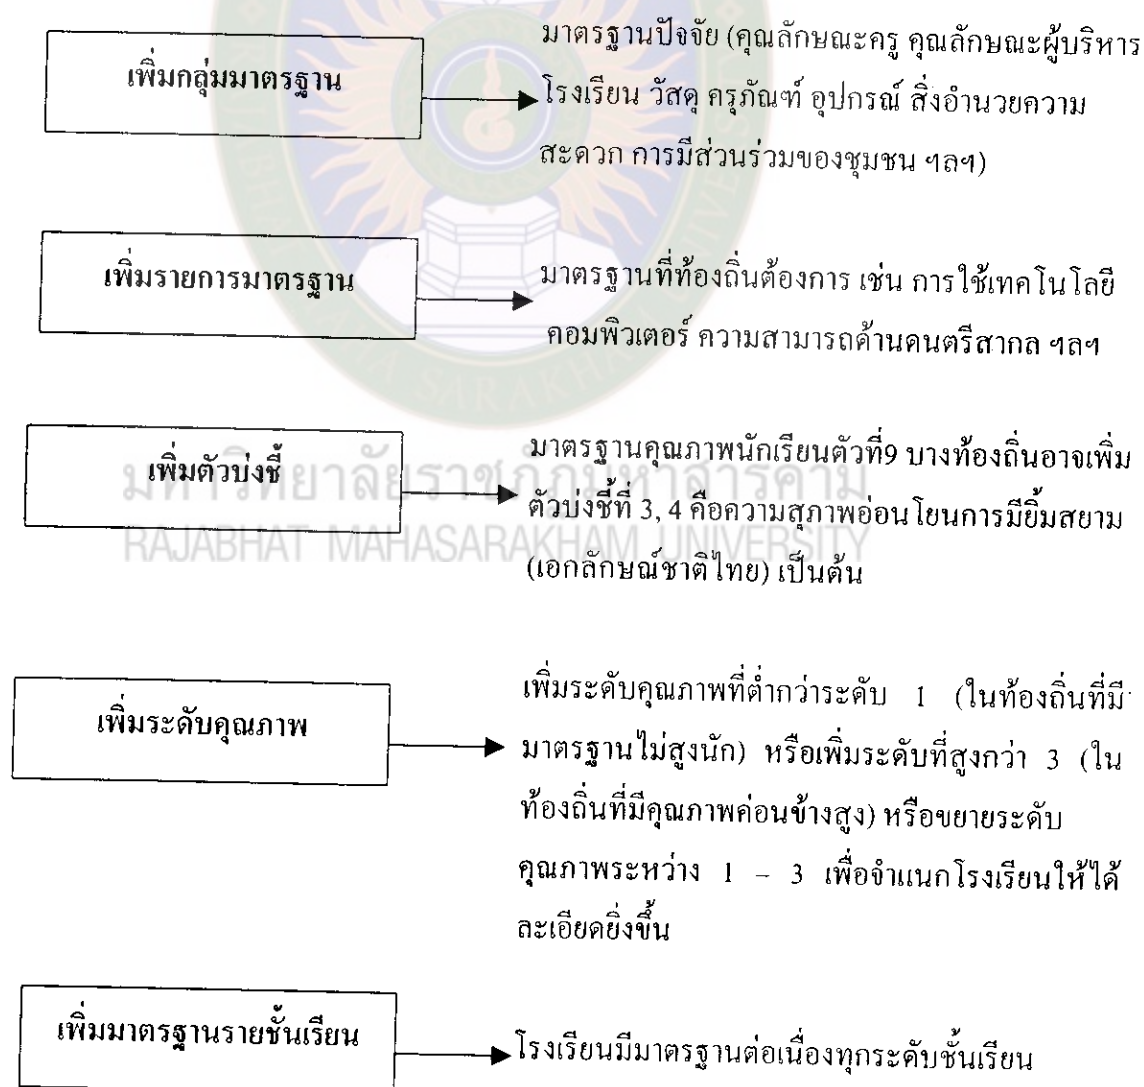 เพิ่มกลุ่มมาตรฐาน
มาตรฐานปัจจัย (คุณลักษณะครู คุณลักษณะผู้บริหาร
โรงเรียน วัสดุ ครุภัณฑ์ อุปกรณ์ สิ่งอำนวยความ
สะดวก การมีส่วนร่วมของชุมชน ฯลฯ)
เพิ่มรายการมาตรฐาน
มาตรฐานที่ท้องถิ่นต้องการ เช่น การใช้เทคโนโลยี
คอมพิวเตอร์ ความสามารถด้านดนตรีสากล ฯลฯ
เพิ่มตัวบ่งชี้
มาตรฐานคุณภาพนักเรียนตัวที่9 บางท้องถิ่นอาจเพิ่ม
ตัวบ่งชี้ที่ 3, 4 คือความสุภาพอ่อนโยนการมียิ้มสยาม
(เอกลักษณ์ชาติไทย) เป็นต้น
มหาวิทยาลัยราชภัฏมหาสารคาม
RAJABHAT MAHASARAKHAM UNIVERSITY
เพิ่มระดับคุณภาพ
เพิ่มระดับคุณภาพที่ต่ำกว่าระดับ 1 (ในท้องถิ่นที่มี
มาตรฐานไม่สูงนัก) หรือเพิ่มระดับที่สูงกว่า 3 (ใน
ท้องถิ่นที่มีคุณภาพค่อนข้างสูง) หรือขยายระดับ
คุณภาพระหว่าง 1 – 3 เพื่อจำแนกโรงเรียนให้ได้
ละเอียดยิ่งขึ้น
เพิ่มมาตรฐานรายชั้นเรียน
โรงเรียนมีมาตรฐานต่อเนื่องทุกระดับชั้นเรียน